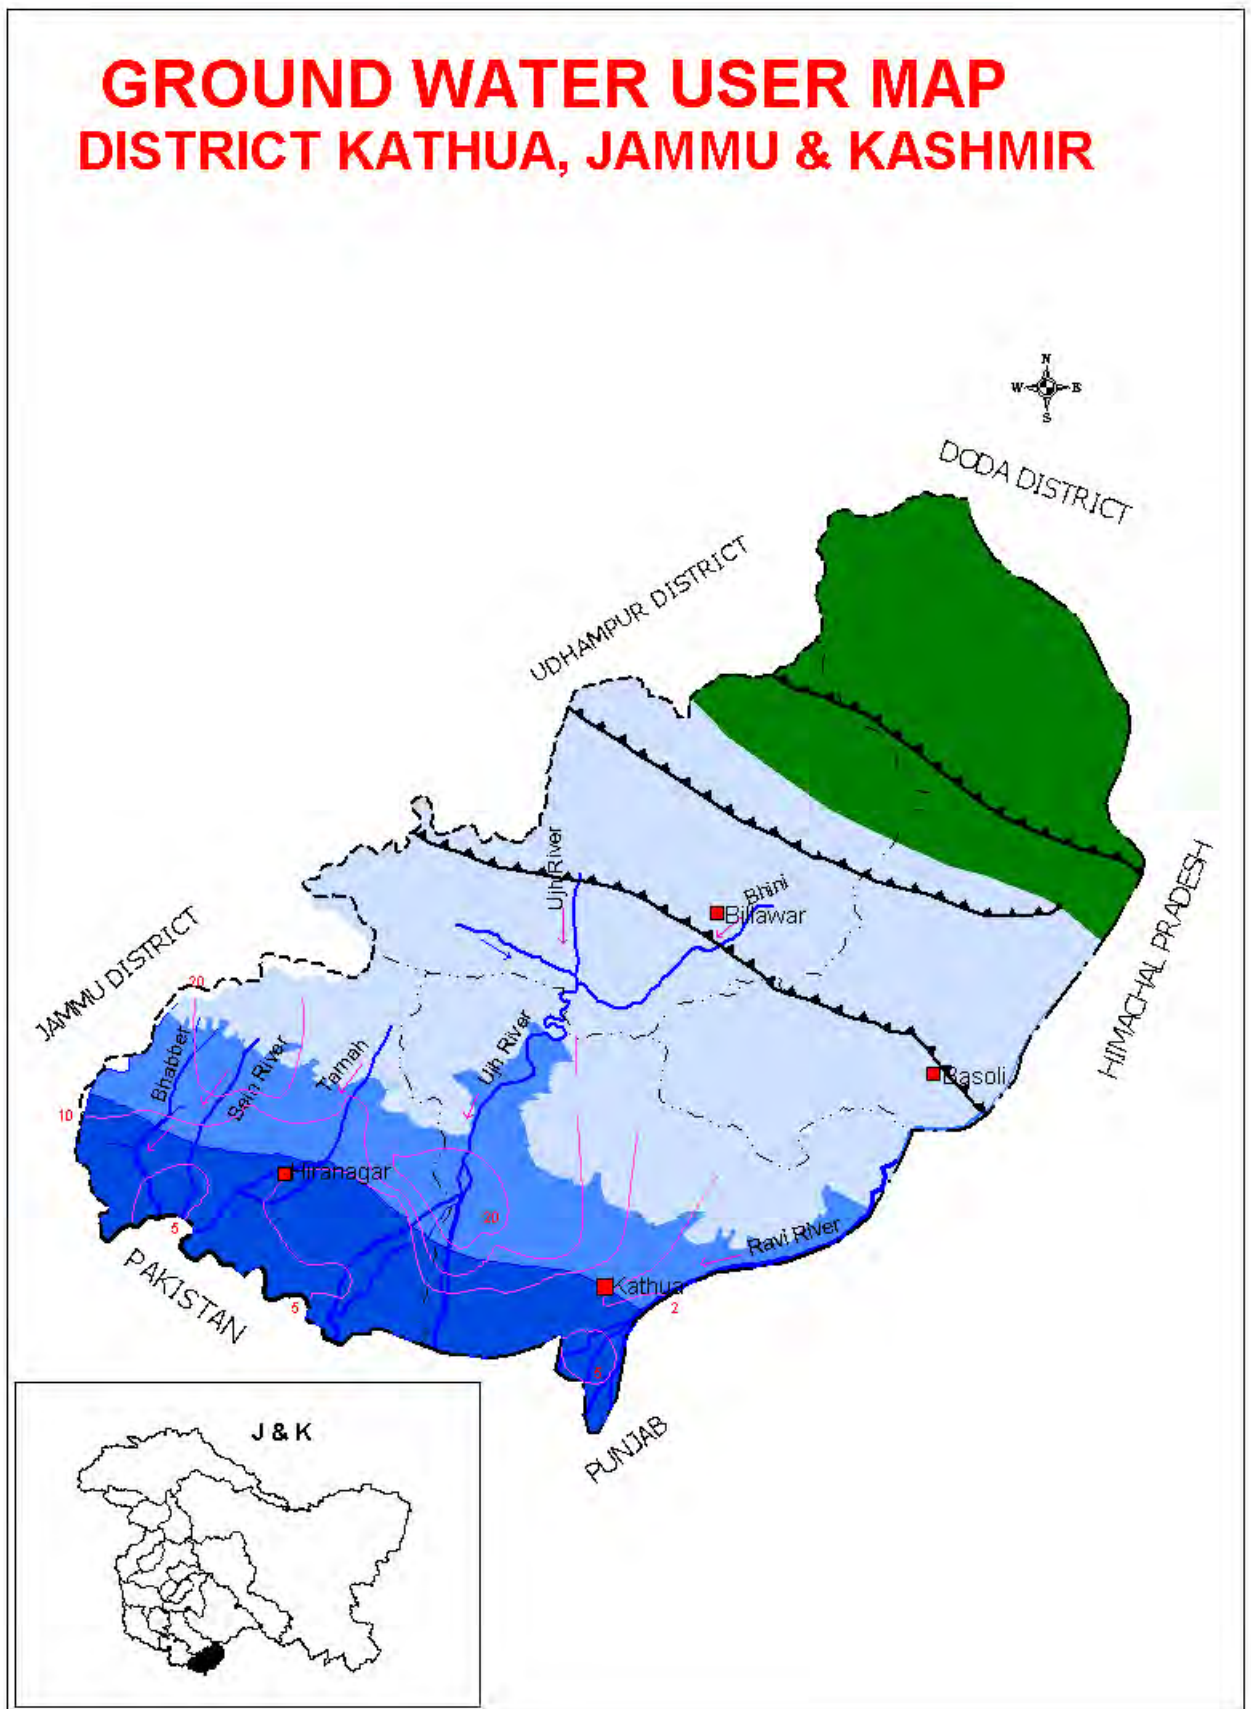 GROUND WATER USER MAP
DISTRICT KATHUA, JAMMU & KASHMIR
N
W E
S
DODA DISTRICT
UDHAMPUR DISTRICT
HIMACHAL PRADESH
JAMMU DISTRICT
Ujh River
Bhini
Billawar
20
Bhabber
Sein River
Tarnah
Ujh River
Basoli
10
Hiranagar
20
5
Ravi River
PAKISTAN
Kathua
5
2
5
PUNJAB
J & K